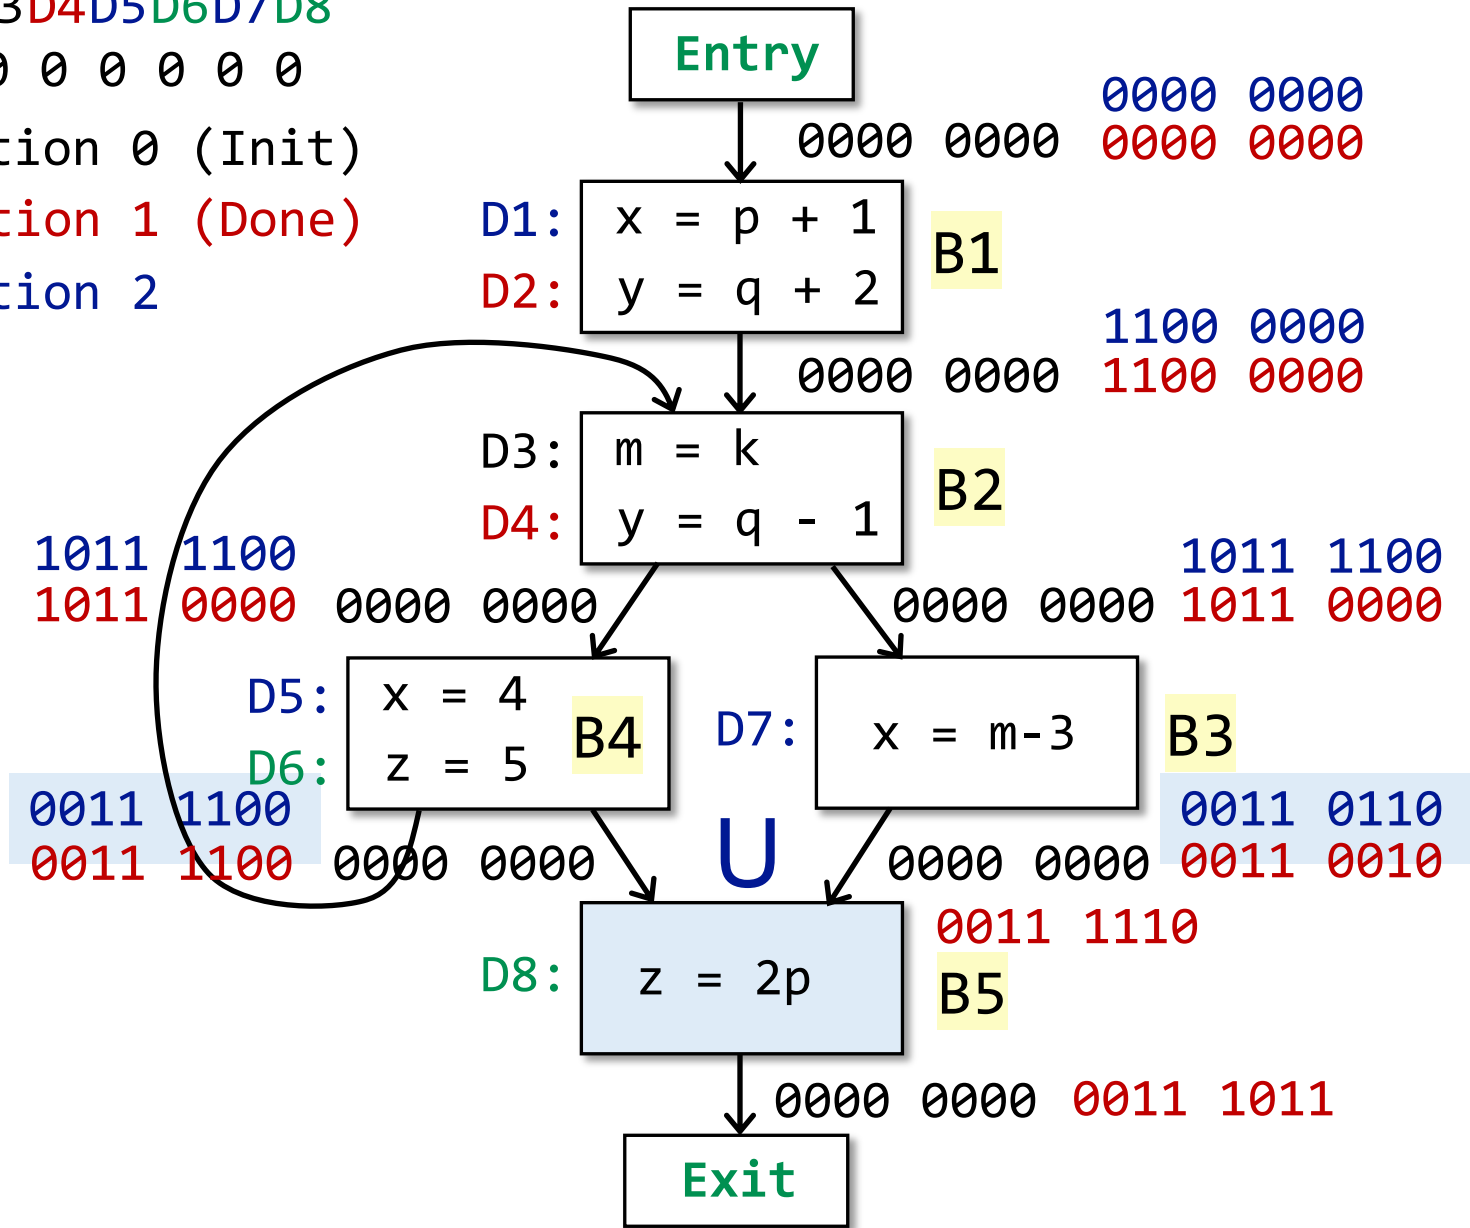 3D4D5D6D7D8
0 0 0 0 0 0
tion 0 (Init)
tion 1 (Done)
tion 2
Entry
0000 0000
0000 0000 0000 0000
D1: x = p + 1
D2: y = q + 2
B1
1100 0000
0000 0000 1100 0000
D3: m = k
D4: y = q - 1
B2
1011 1100
1011 0000 0000 0000
1011 1100
0000 0000 1011 0000
D5: x = 4
D6: z = 5
B4
D7: x = m-3
B3
0011 1100
0011 1100 0000 0000
U
0011 0110
0000 0000 0011 0010
0011 1110
D8: z = 2p
B5
0000 0000 0011 1011
Exit